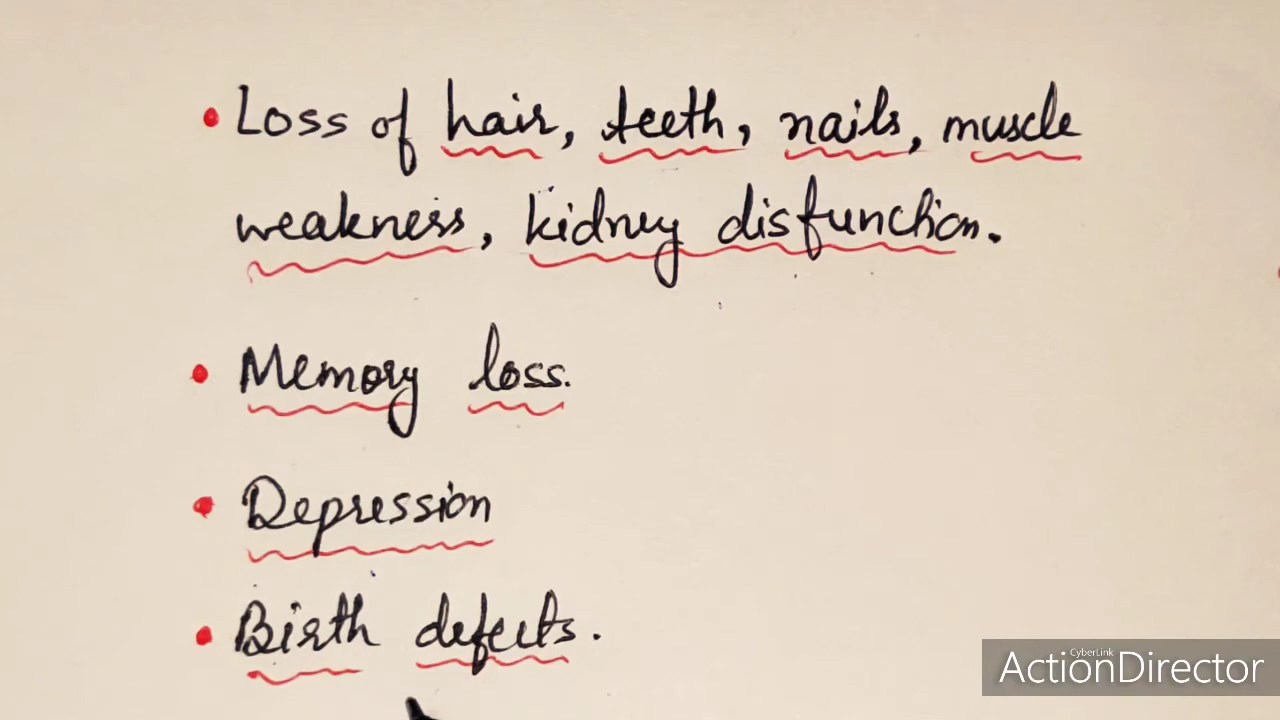 • Loss of hair, teeth, nails, muscle
weakness, kidney disfunction.
• Memory loss.
• Depression
• Birth defects.
CyberLink
ActionDirector